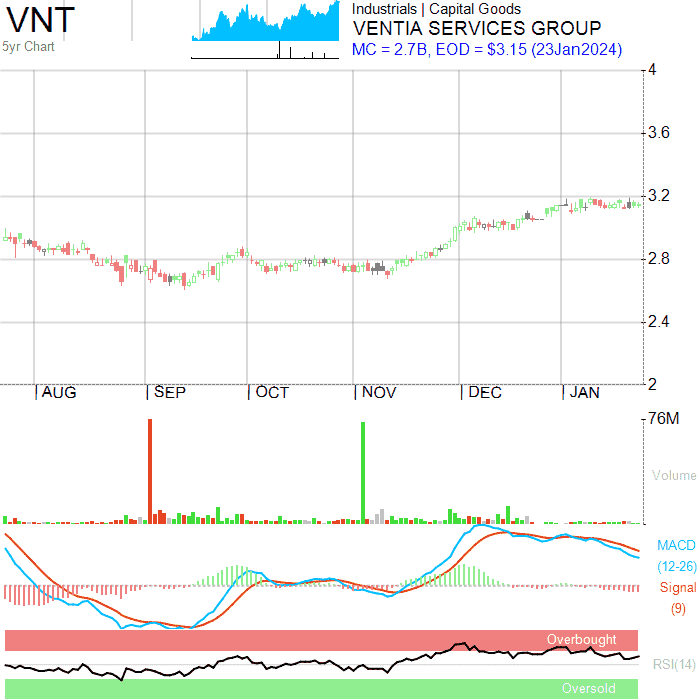 VNT
5yr Chart
Industrials | Capital Goods
VENTIA SERVICES GROUP
MC = 2.7B, EOD = $3.15 (23Jan2024)
4
3.6
3.2
2.8
2.4
2
AUG SEP OCT NOV DEC JAN
76M
Volume
MACD
(12-26)
Signal
(9)
Overbought
RSI(14)
Oversold